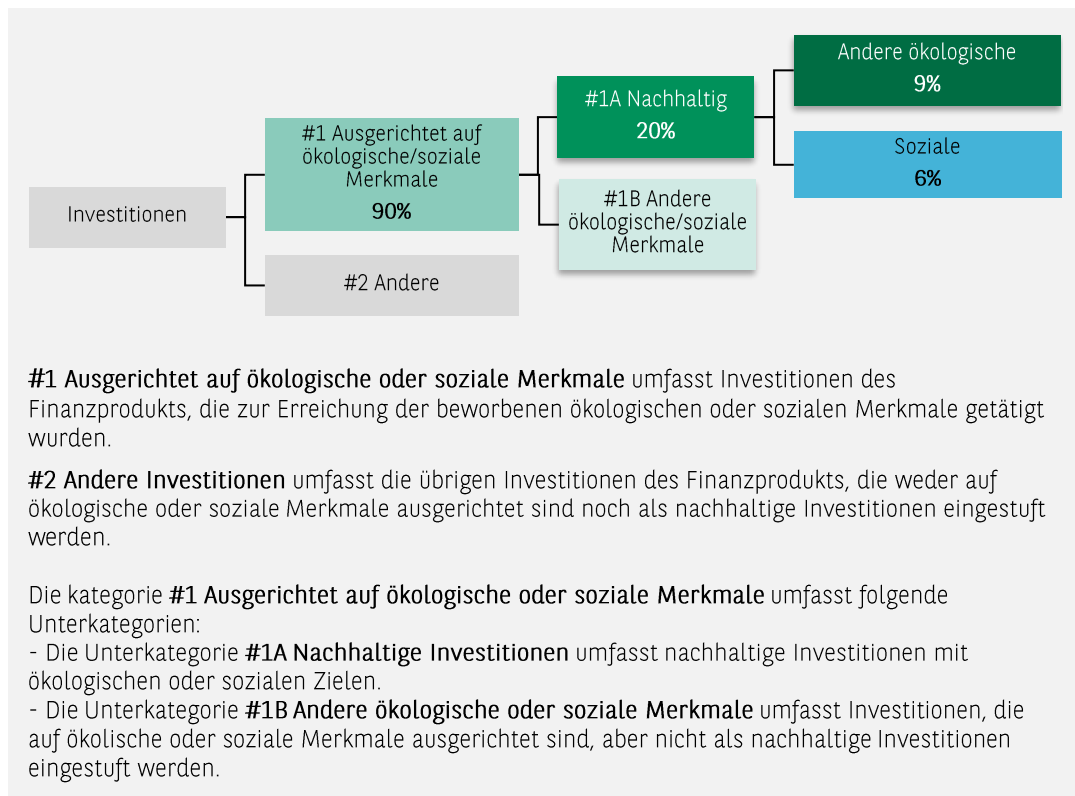 Andere ökologische
9%
#1A Nachhaltig
20%
#1 Ausgerichtet auf
ökologische/soziale
Merkmale
90%
Soziale
6%
Investitionen
#1B Andere
ökologische/soziale
Merkmale
#2 Andere
#1 Ausgerichtet auf ökologische oder soziale Merkmale umfasst Investitionen des
Finanzprodukts, die zur Erreichung der beworbenen ökologischen oder sozialen Merkmale getätigt
wurden.
#2 Andere Investitionen umfasst die übrigen Investitionen des Finanzprodukts, die weder auf
ökologische oder soziale Merkmale ausgerichtet sind noch als nachhaltige Investitionen eingestuft
werden.
Die kategorie #1 Ausgerichtet auf ökologische oder soziale Merkmale umfasst folgende
Unterkategorien:
- Die Unterkategorie #1A Nachhaltige Investitionen umfasst nachhaltige Investitionen mit
ökologischen oder sozialen Zielen.
- Die Unterkategorie #1B Andere ökologische oder soziale Merkmale umfasst Investitionen, die
auf ökolische oder soziale Merkmale ausgerichtet sind, aber nicht als nachhaltige Investitionen
eingestuft werden.